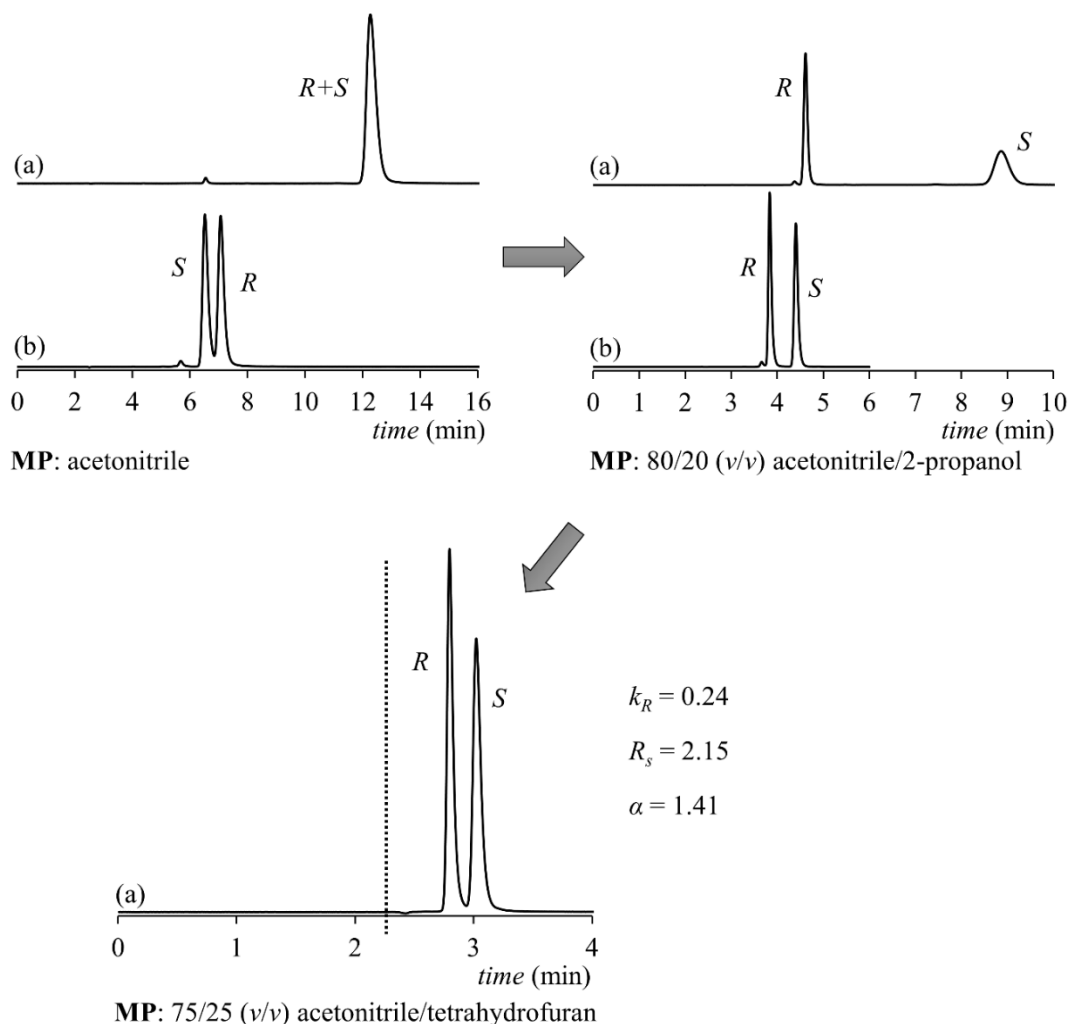 R+S
(a)
S
R
(b)
0 2 4 6 8 10 12 14 16
time (min)
MP: acetonitrile
R
S
(a)
R
S
(b)
0 1 2 3 4 5 6 7 8 9 10
time (min)
MP: 80/20 (v/v) acetonitrile/2-propanol
R
S
(a)
0 1 2 3 4
time (min)
MP: 75/25 (v/v) acetonitrile/tetrahydrofuran
kR = 0.24
Rs = 2.15
α = 1.41